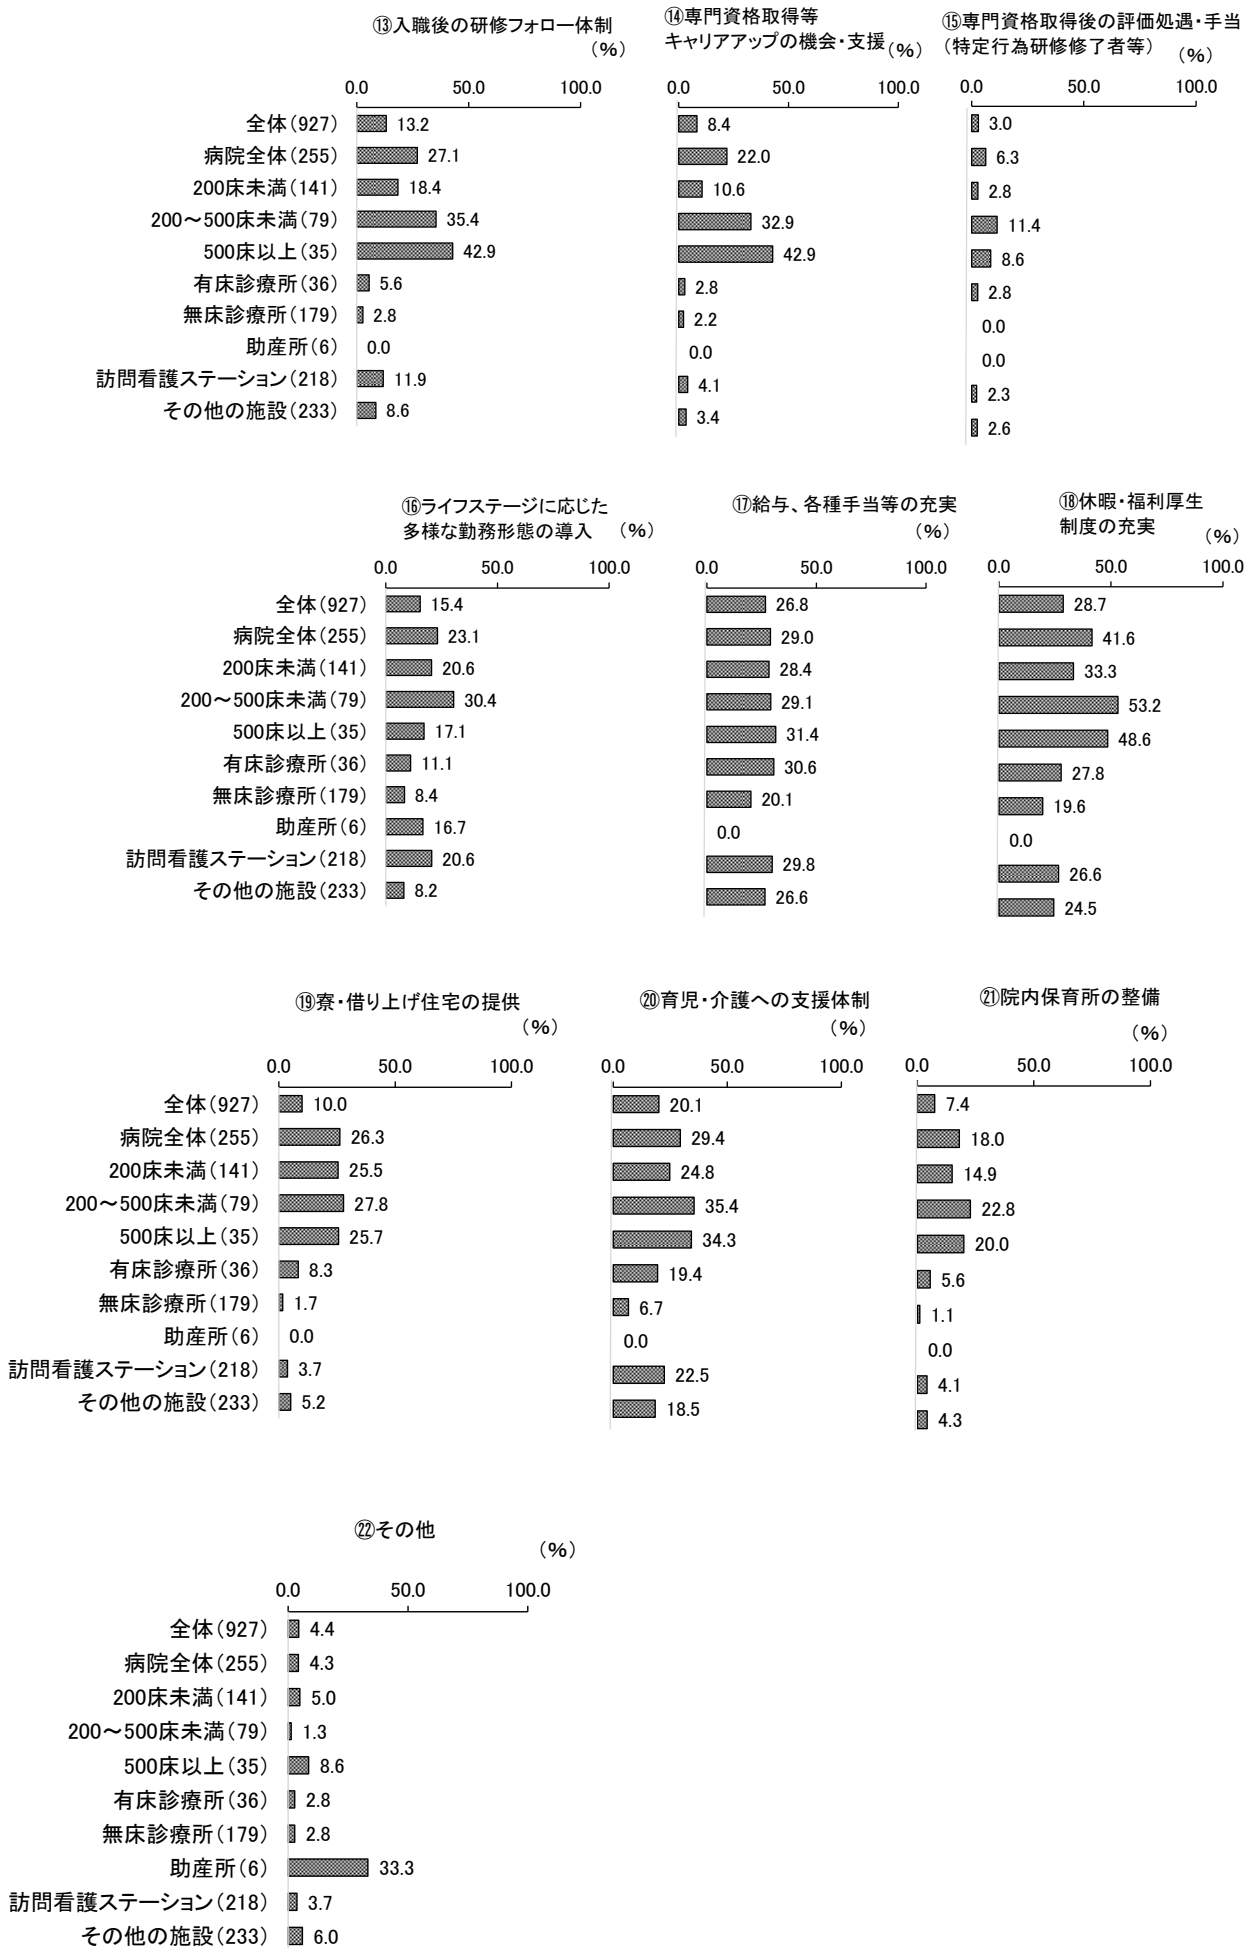 ⑬入職後の研修フォロー体制
(%)
0.0 50.0 100.0
全体(927) 13.2
病院全体(255) 27.1
200床未満(141) 18.4
200～500床未満(79) 35.4
500床以上(35) 42.9
有床診療所(36) 5.6
無床診療所(179) 2.8
助産所(6) 0.0
訪問看護ステーション(218) 11.9
その他の施設(233) 8.6
⑭専門資格取得等
キャリアアップの機会・支援(%)
0.0 50.0 100.0
8.4
22.0
10.6
32.9
42.9
2.8
2.2
0.0
4.1
3.4
⑮専門資格取得後の評価処遇・手当
(特定行為研修修了者等) (%)
0.0 50.0 100.0
3.0
6.3
2.8
11.4
8.6
2.8
0.0
0.0
2.3
2.6
⑯ライフステージに応じた
多様な勤務形態の導入 (%)
0.0 50.0 100.0
全体(927) 15.4
病院全体(255) 23.1
200床未満(141) 20.6
200～500床未満(79) 30.4
500床以上(35) 17.1
有床診療所(36) 11.1
無床診療所(179) 8.4
助産所(6) 16.7
訪問看護ステーション(218) 20.6
その他の施設(233) 8.2
⑰給与、各種手当等の充実
(%)
0.0 50.0 100.0
26.8
29.0
28.4
29.1
31.4
30.6
20.1
0.0
29.8
26.6
⑱休暇・福利厚生
制度の充実
(%)
0.0 50.0 100.0
28.7
41.6
33.3
53.2
48.6
27.8
19.6
0.0
26.6
24.5
⑲寮・借り上げ住宅の提供
(%)
0.0 50.0 100.0
全体(927) 10.0
病院全体(255) 26.3
200床未満(141) 25.5
200～500床未満(79) 27.8
500床以上(35) 25.7
有床診療所(36) 8.3
無床診療所(179) 1.7
助産所(6) 0.0
訪問看護ステーション(218) 3.7
その他の施設(233) 5.2
⑳育児・介護への支援体制
(%)
0.0 50.0 100.0
20.1
29.4
24.8
35.4
34.3
19.4
6.7
0.0
22.5
18.5
㉑院内保育所の整備
(%)
0.0 50.0 100.0
7.4
18.0
14.9
22.8
20.0
5.6
1.1
0.0
4.1
4.3
㉒その他
(%)
0.0 50.0 100.0
全体(927) 4.4
病院全体(255) 4.3
200床未満(141) 5.0
200～500床未満(79) 1.3
500床以上(35) 8.6
有床診療所(36) 2.8
無床診療所(179) 2.8
助産所(6) 33.3
訪問看護ステーション(218) 3.7
その他の施設(233) 6.0